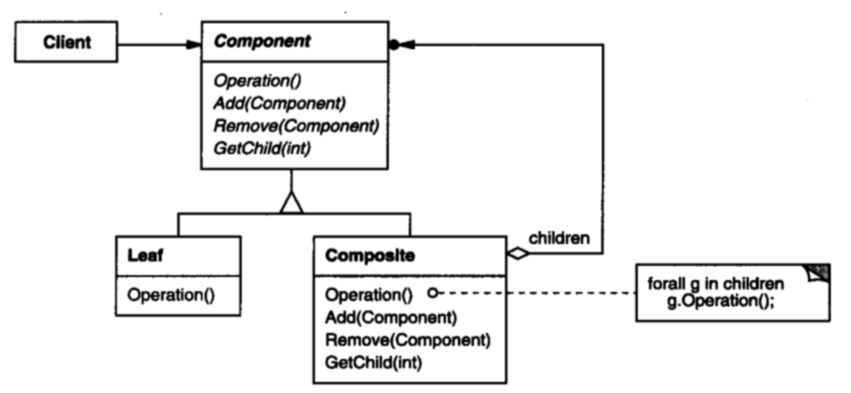 Client
Component
Operation()
Add(Component)
Remove(Component)
GetChild(int)
Leaf
Operation()
Composite
Operation()
Add(Component)
Remove(Component)
GetChild(int)
children
forall g in children
g.Operation();